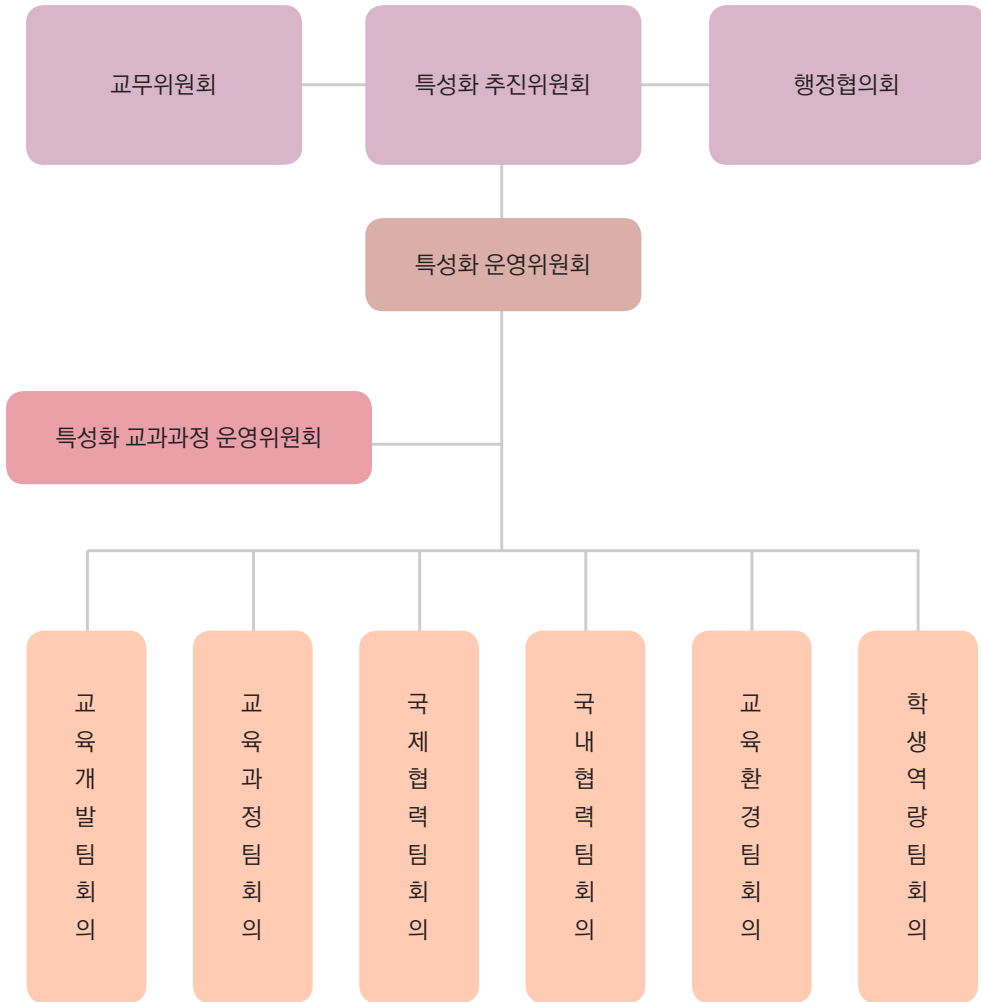 교무위원회
특성화 추진위원회
행정협의회
특성화 운영위원회
특성화 교과과정 운영위원회
교육개발팀회의
교육과정팀회의
국제협력팀회의
국내협력팀회의
교육환경팀회의
학생역량팀회의